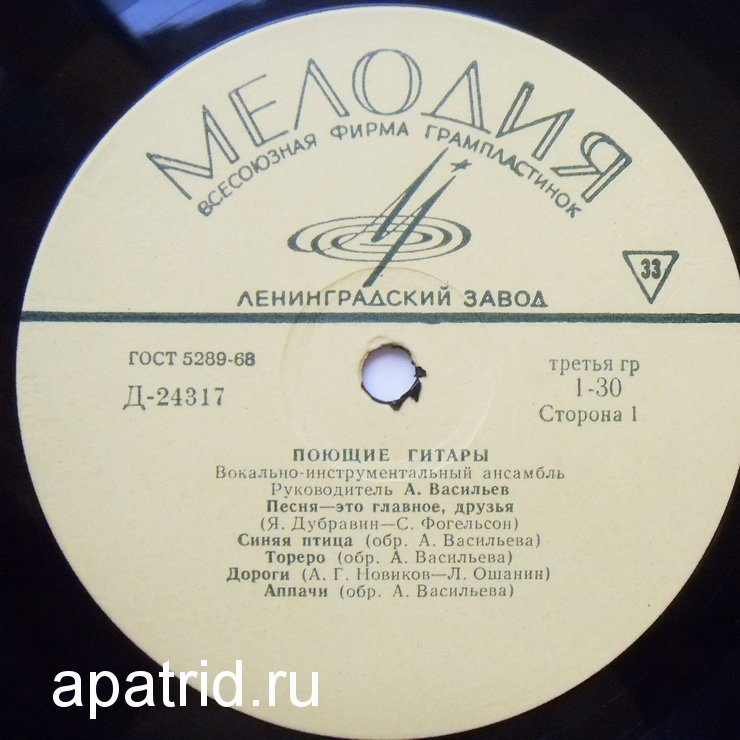 МЕЛОДИЯ
ВСЕСОЮЗНАЯ ФИРМА ГРАМПЛАСТИНОК
33
ЛЕНИНГРАДСКИЙ ЗАВОД
ГОСТ 5289-68
Д-24317
третья гр
1-30
Сторона 1
ПОЮЩИЕ ГИТАРЫ
Вокально-инструментальный ансамбль
Руководитель А. Васильев
Песня—это главное, друзья
(Я. Дубравин—С. Фогельсон)
Синяя птица (обр. А. Васильева)
Тореро (обр. А. Васильева)
Дороги (А. Г. Новиков—Л. Ошанин)
Аппачи (обр. А. Васильева)
apatrid.ru